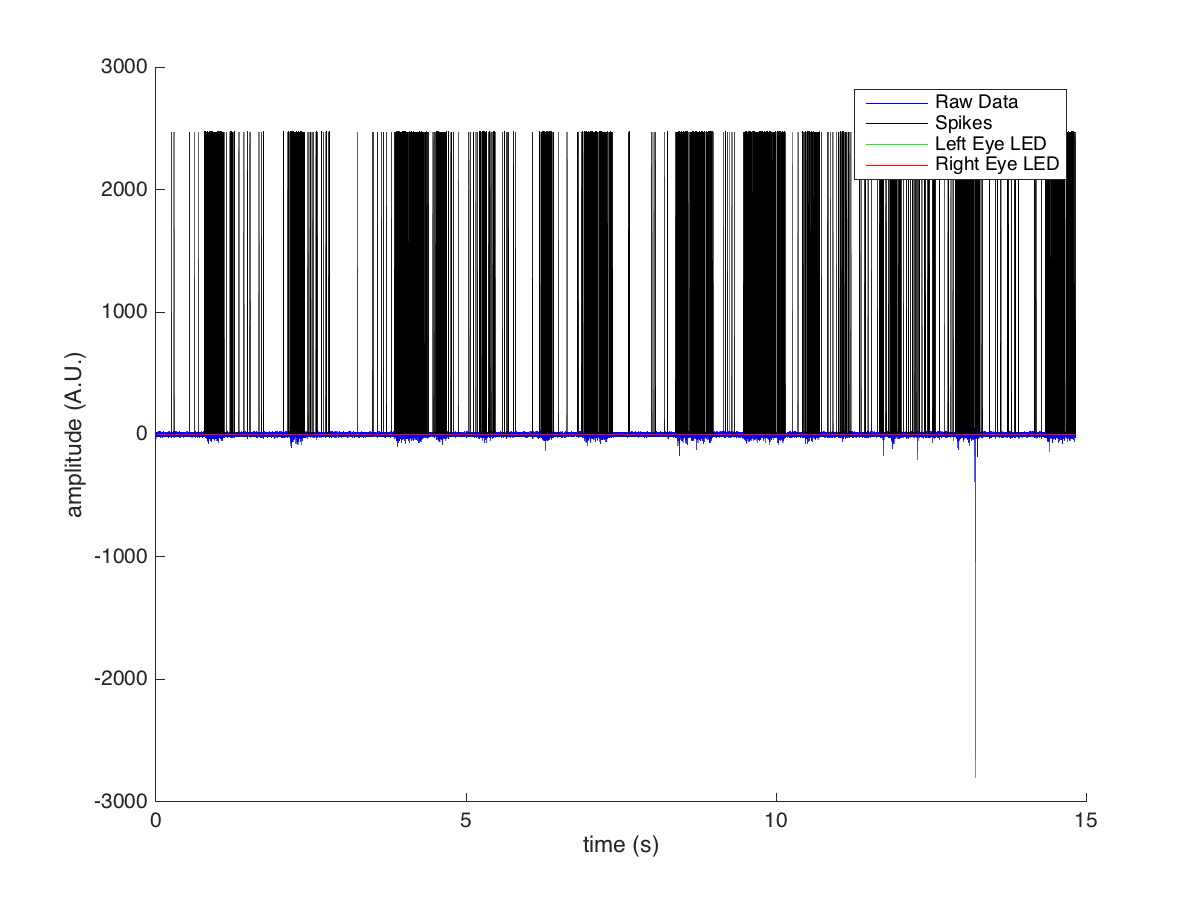 3000
2000
1000
0
-1000
-2000
-3000
amplitude (A.U.)
Raw Data
Spikes
Left Eye LED
Right Eye LED
0 5 10 15
time (s)